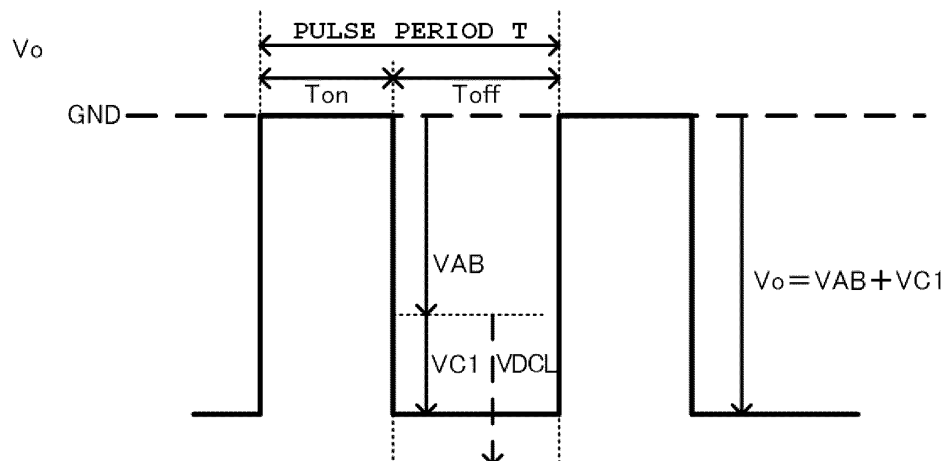 PULSE PERIOD T
Vo
Ton
Toff
GND
VAB
Vo=VAB+VC1
VC1
VDCL